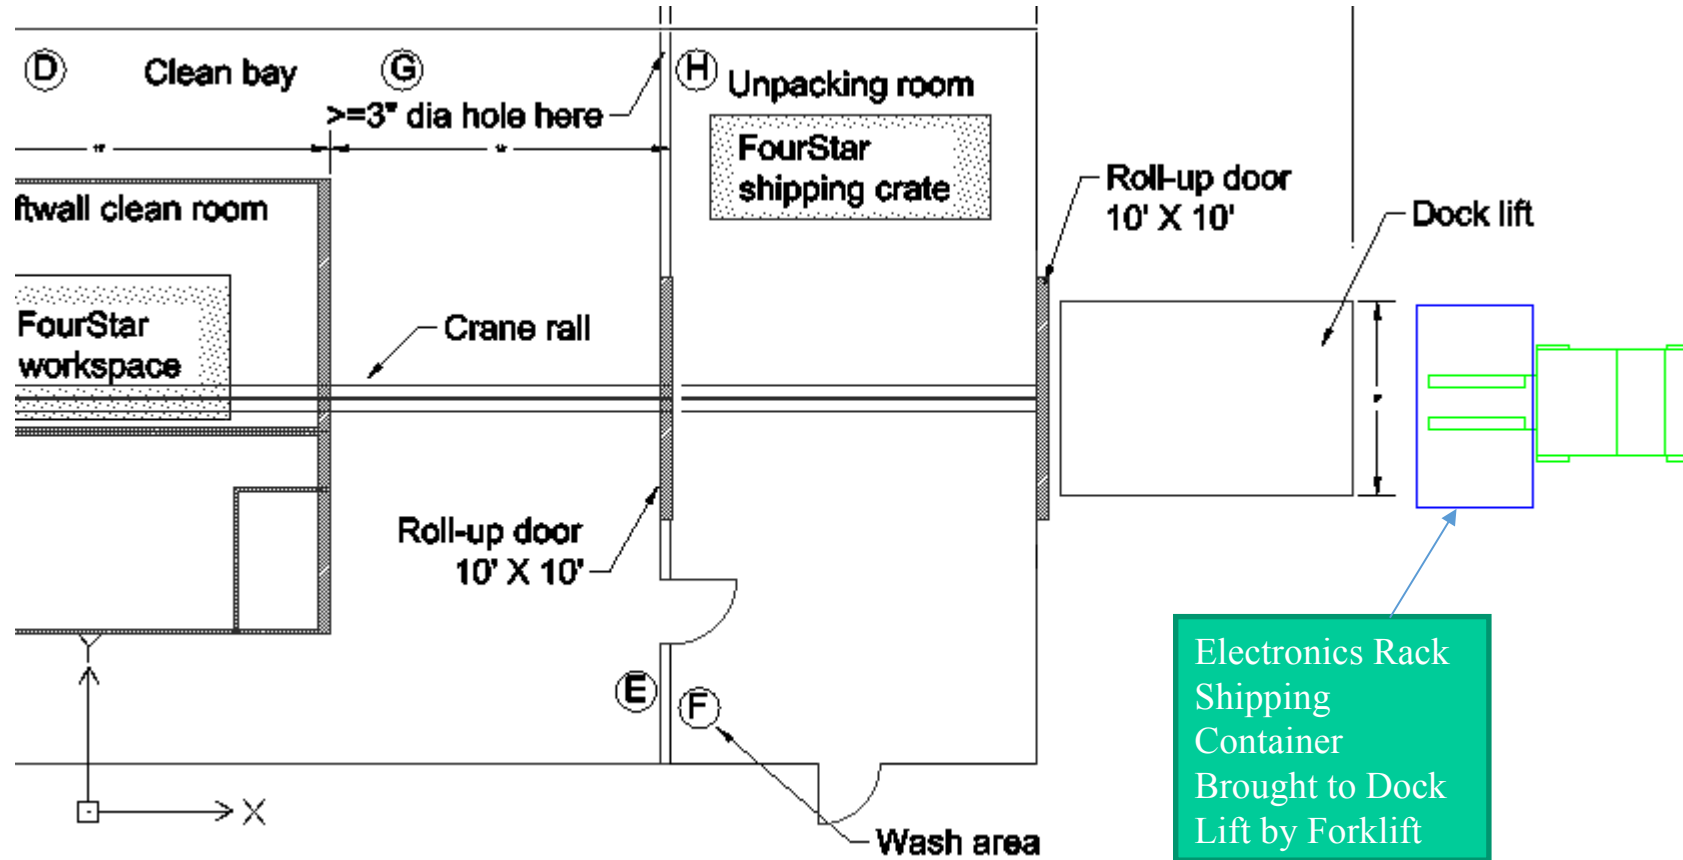 D
Clean bay
G
>=3" dia hole here
H
Unpacking room
FourStar
shipping crate
Roll-up door
10' X 10'
Dock lift
ftwall clean room
FourStar
workspace
Crane rail
Roll-up door
10' X 10'
E
F
Wash area
Y
X
Electronics Rack
Shipping
Container
Brought to Dock
Lift by Forklift